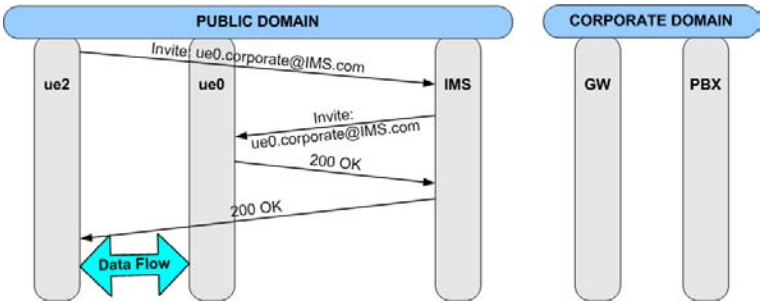 PUBLIC DOMAIN
CORPORATE DOMAIN
ue2
ue0
IMS
GW
PBX
Invite: ue0.corporate@IMS.com
Invite:
ue0.corporate@IMS.com
200 OK
200 OK
Data Flow